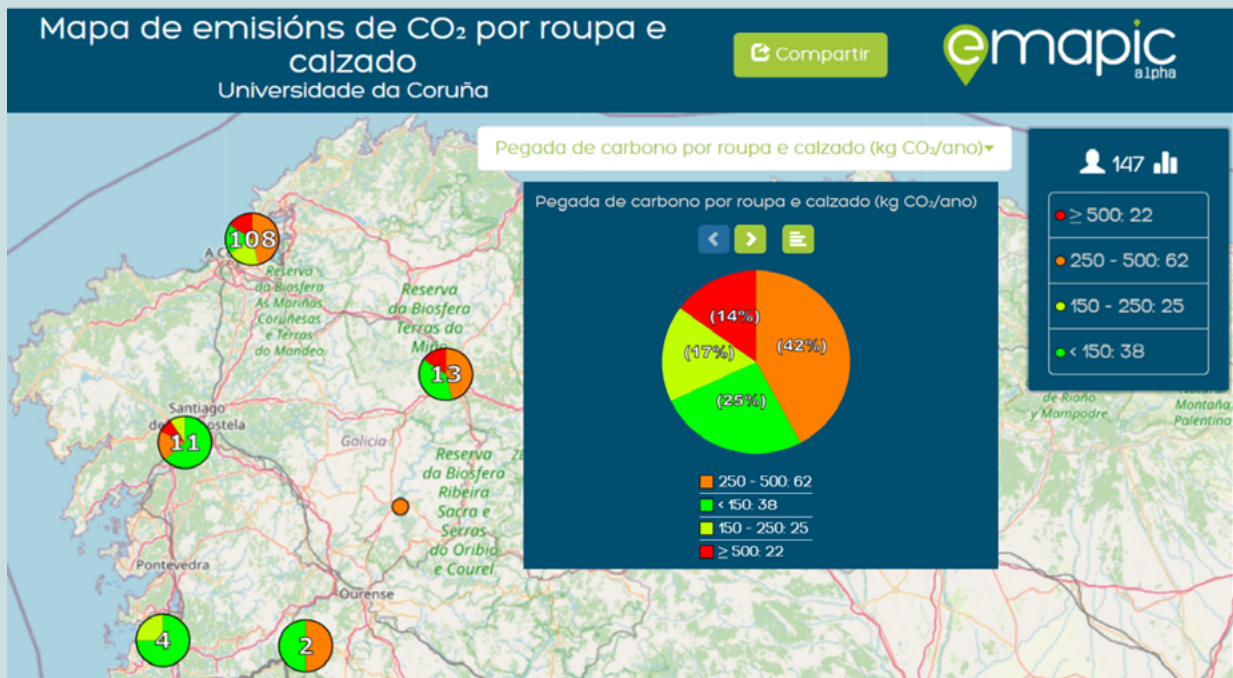 Mapa de emisións de CO₂ por roupa e
calzado
Universidade da Coruña
Compartir
emapic
alpha
Pegada de carbono por roupa e calzado (kg CO₂/ano)
147
≥ 500: 22
250 - 500: 62
150 - 250: 25
< 150: 38
Pegada de carbono por roupa e calzado (kg CO₂/ano)
(14%)
(42%)
(17%)
(25%)
250 - 500: 62
< 150: 38
150 - 250: 25
≥ 500: 22
108
Reserva
da Biosfera
As Mariñas
Coruñesas
e Terras
do Mandeo
Reserva
da Biosfera
Terras do
Miño
13
Santiago
11
Galicia
Reserva
da Biosfera
Ribeira
Sacra e
Serras
do Oribio
e Courel
Pontevedra
Ourense
4
2
de Riaño
y Mampodre
Montaña
Palentina